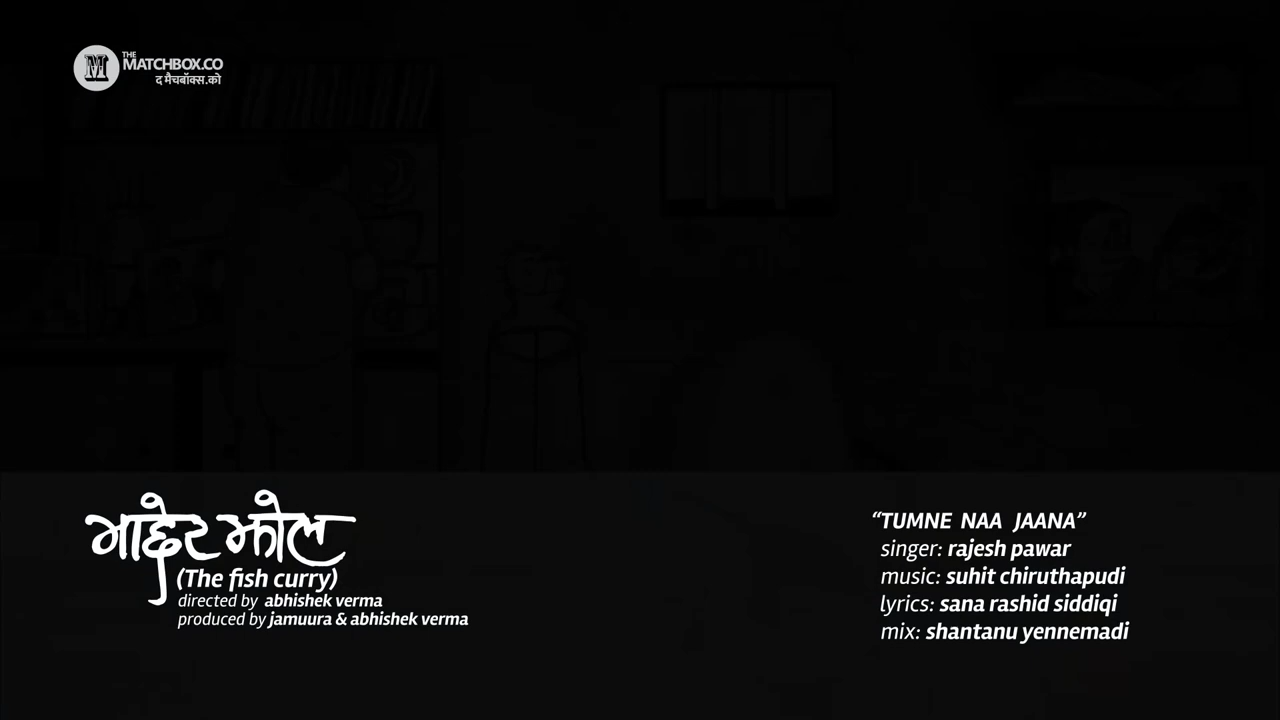 THE
MATCHBOX.CO
द मैचबॉक्स.को
माछेर झोल
(The fish curry)
directed by abhishek verma
produced by jamuura & abhishek verma
“TUMNE NAA JAANA”
singer: rajesh pawar
music: suhit chiruthapudi
lyrics: sana rashid siddiqi
mix: shantanu yennemadi